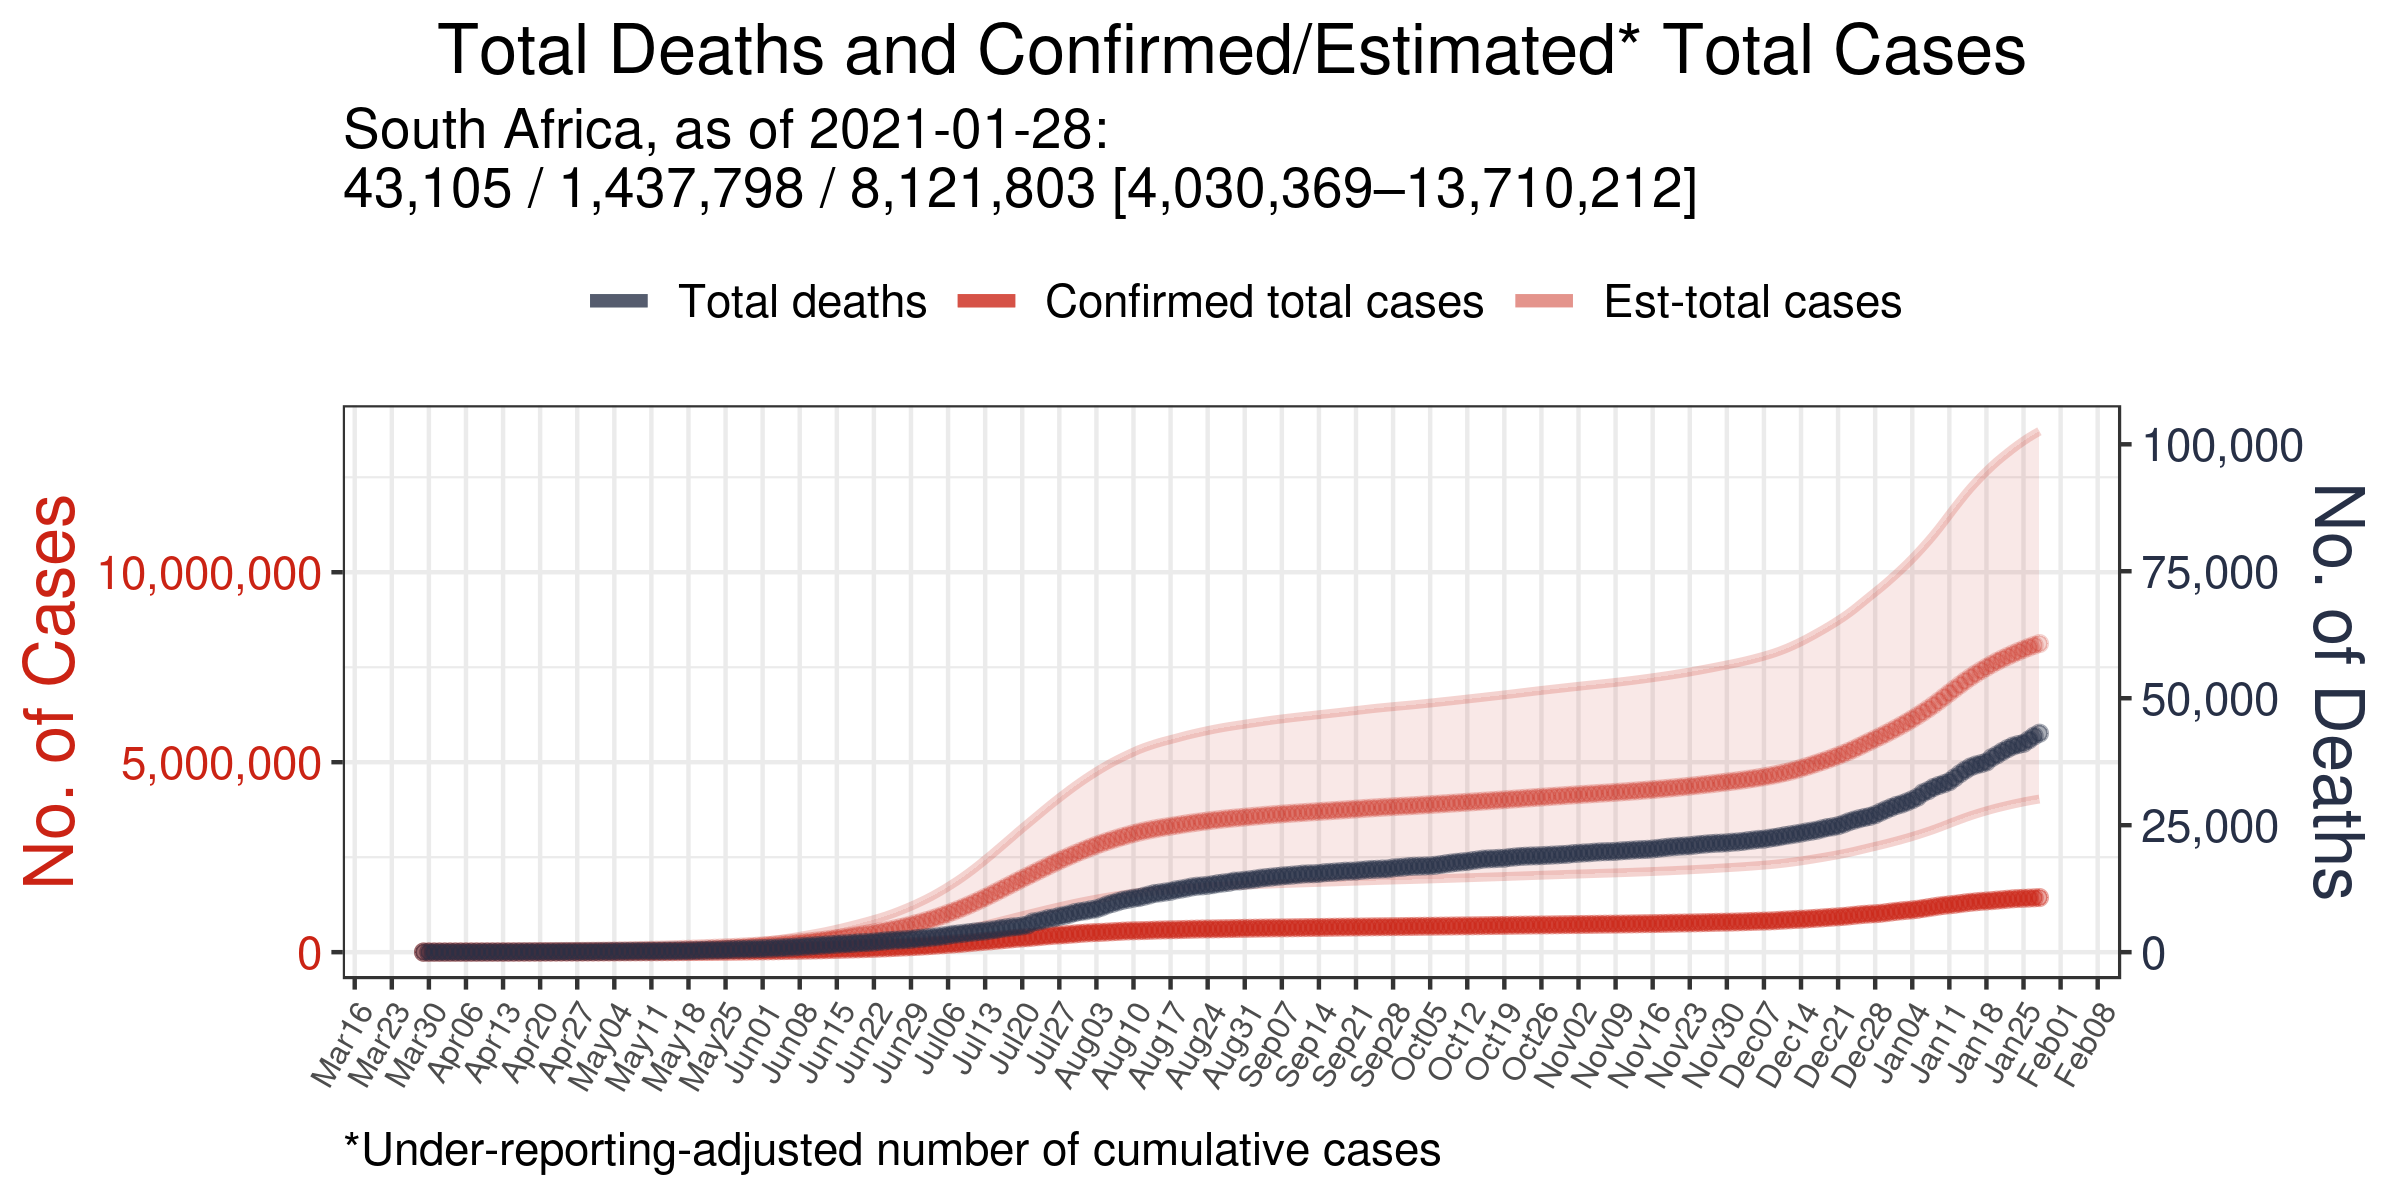 Total Deaths and Confirmed/Estimated* Total Cases
South Africa, as of 2021-01-28:
43,105 / 1,437,798 / 8,121,803 [4,030,369–13,710,212]
Total deaths
Confirmed total cases
Est-total cases
No. of Cases
10,000,000
5,000,000
0
100,000
75,000
50,000
25,000
0
No. of Deaths
Mar16
Mar23
Mar30
Apr06
Apr13
Apr20
Apr27
May04
May11
May18
May25
Jun01
Jun08
Jun15
Jun22
Jun29
Jul06
Jul13
Jul20
Jul27
Aug03
Aug10
Aug17
Aug24
Aug31
Sep07
Sep14
Sep21
Sep28
Oct05
Oct12
Oct19
Oct26
Nov02
Nov09
Nov16
Nov23
Nov30
Dec07
Dec14
Dec21
Dec28
Jan04
Jan11
Jan18
Jan25
Feb01
Feb08
*Under-reporting-adjusted number of cumulative cases